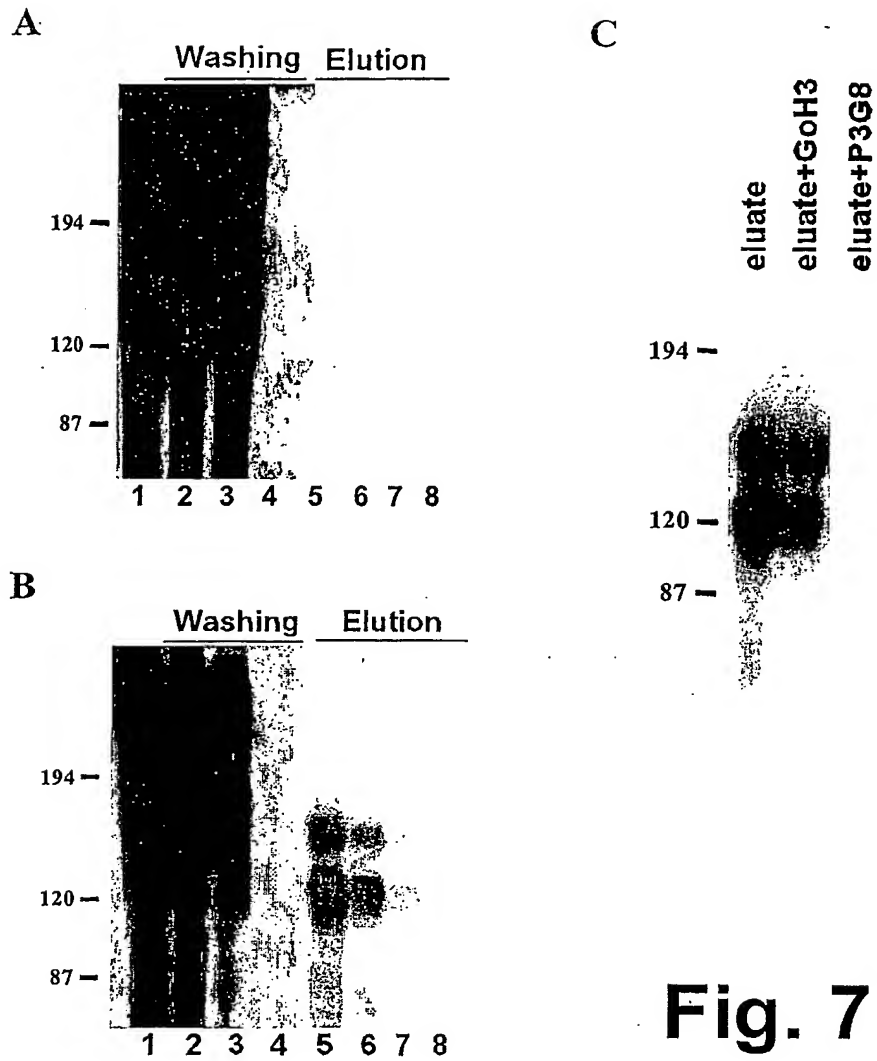 A
Washing Elution
194
120
87
1 2 3 4 5 6 7 8
B
Washing Elution
194
120
87
1 2 3 4 5 6 7 8
C
eluate
eluate+GoH3
eluate+P3G8
194
120
87
Fig. 7